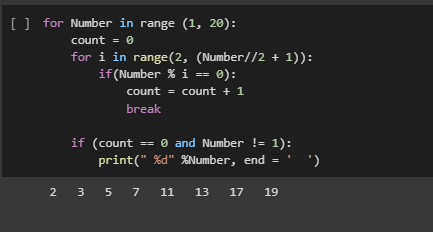 [ ] for Number in range (1, 20):
        count = 0
        for i in range(2, (Number//2 + 1)):
            if(Number % i == 0):
                count = count + 1
                break

        if (count == 0 and Number != 1):
            print(" %d" %Number, end = '  ')
2   3   5   7   11   13   17   19